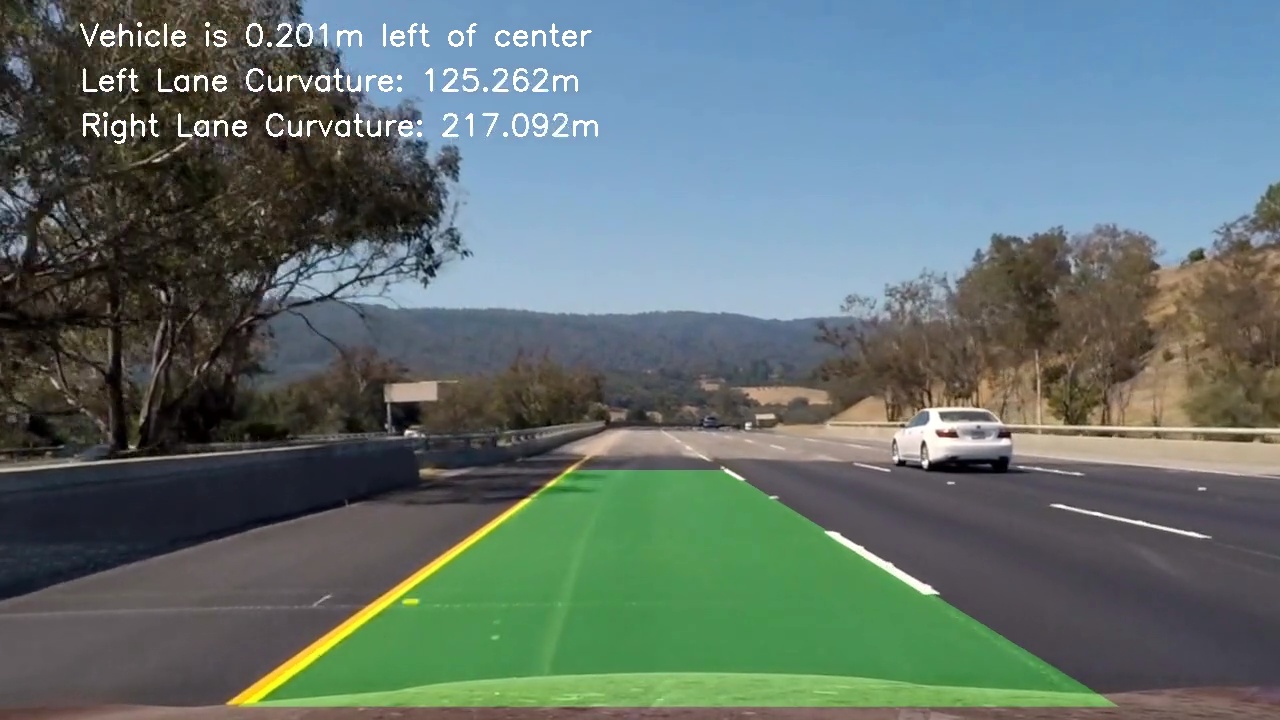 Vehicle is 0.201m left of center
Left Lane Curvature: 125.262m
Right Lane Curvature: 217.092m